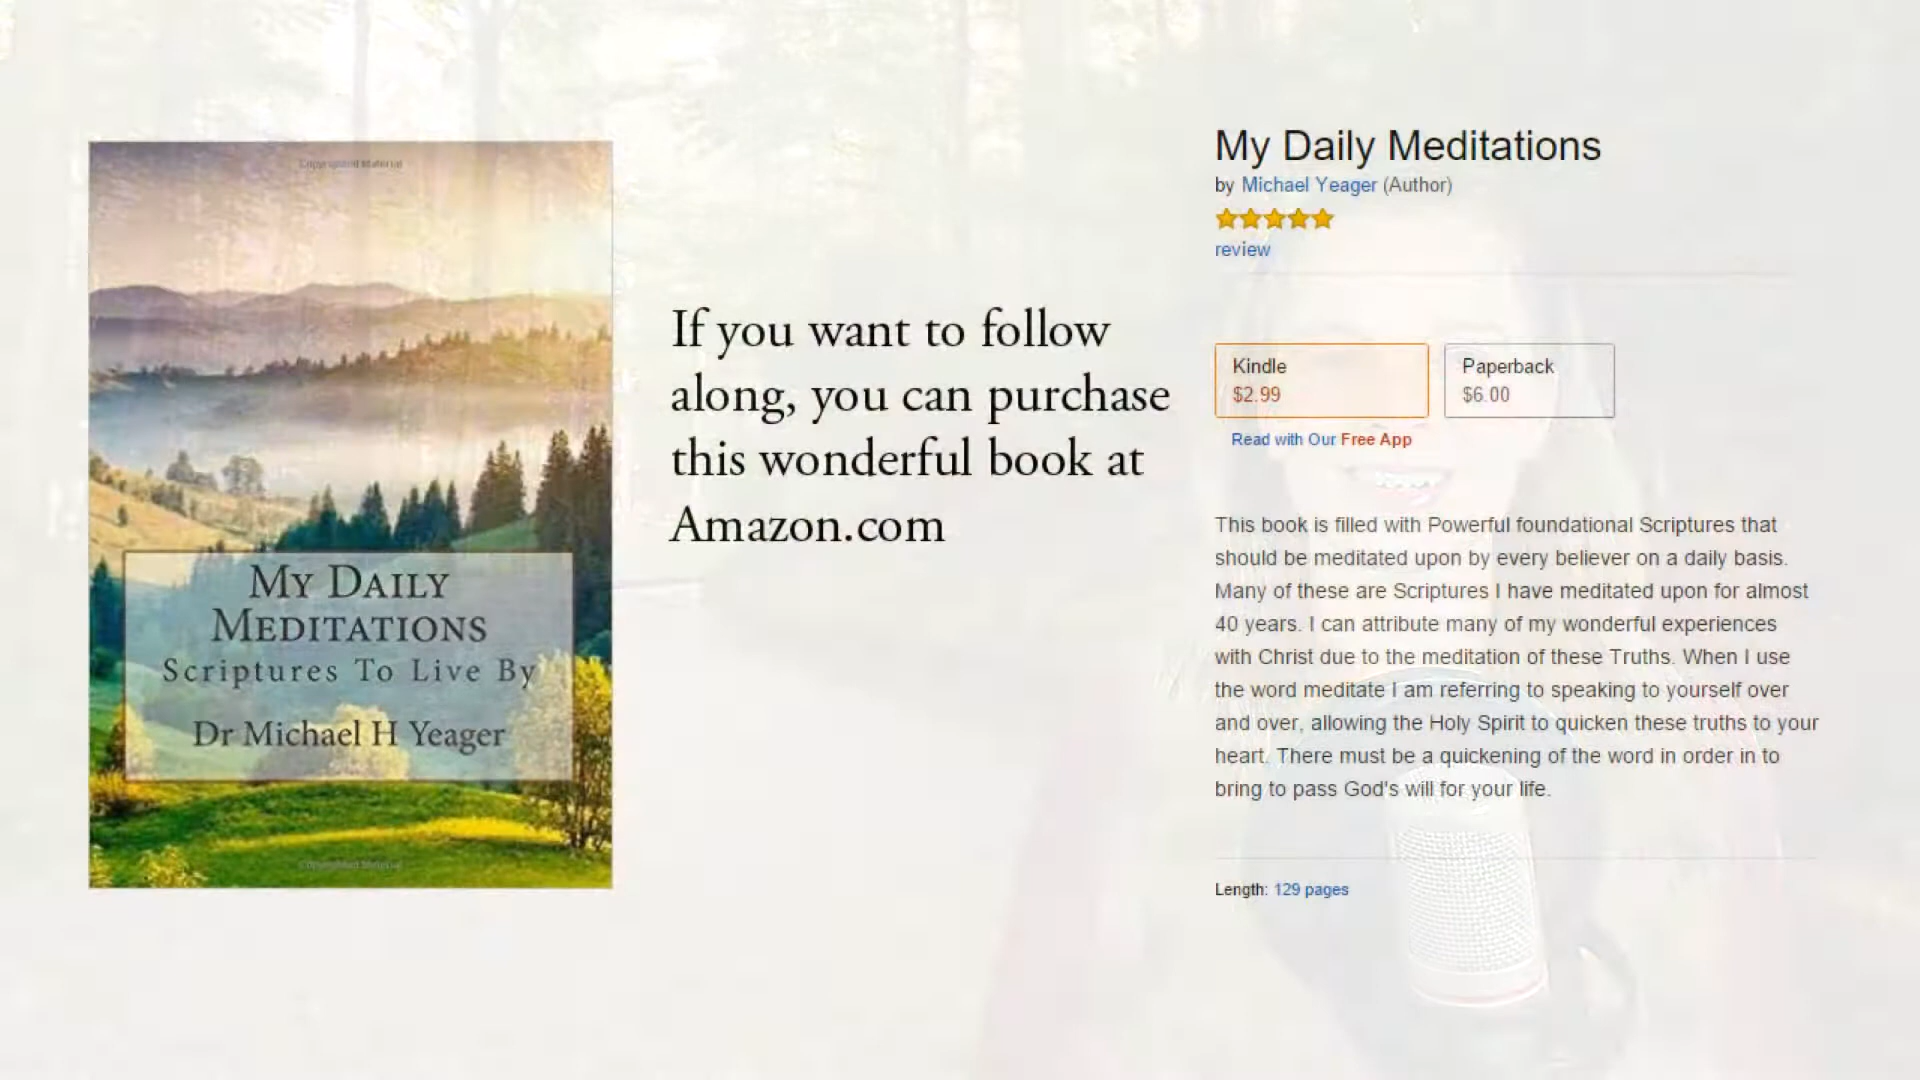 Copyrighted Material
My Daily
Meditations
Scriptures To Live By
Dr Michael H Yeager
Copyrighted Material
If you want to follow
along, you can purchase
this wonderful book at
Amazon.com
My Daily Meditations
by Michael Yeager (Author)
review
Kindle
$2.99
Paperback
$6.00
Read with Our Free App
This book is filled with Powerful foundational Scriptures that
should be meditated upon by every believer on a daily basis.
Many of these are Scriptures I have meditated upon for almost
40 years. I can attribute many of my wonderful experiences
with Christ due to the meditation of these Truths. When I use
the word meditate I am referring to speaking to yourself over
and over, allowing the Holy Spirit to quicken these truths to your
heart. There must be a quickening of the word in order in to
bring to pass God's will for your life.
Length: 129 pages